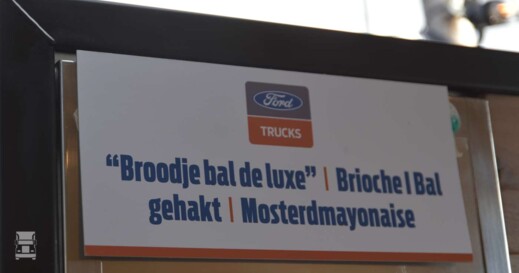 Ford
TRUCKS
“Broodje bal de luxe” | Brioche | Bal
gehakt | Mosterdmayonaise